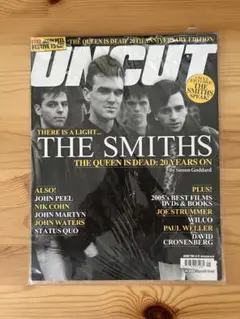 'THE QUEEN IS DEAD' 20TH ANNIVERSARY EDITION
UNCUT
THE
SMITHS
SPEAK!
THERE IS A LIGHT...
THE SMITHS
THE QUEEN IS DEAD: 20 YEARS ON
By Simon Goddard
ALSO!
JOHN PEEL
NIK COHN
JOHN MARTYN
JOHN WATERS
STATUS QUO
PLUS!
2005's BEST FILMS
DVDs & BOOKS
JOE STRUMMER
WILCO
PAUL WELLER
DAVID
CRONENBERG